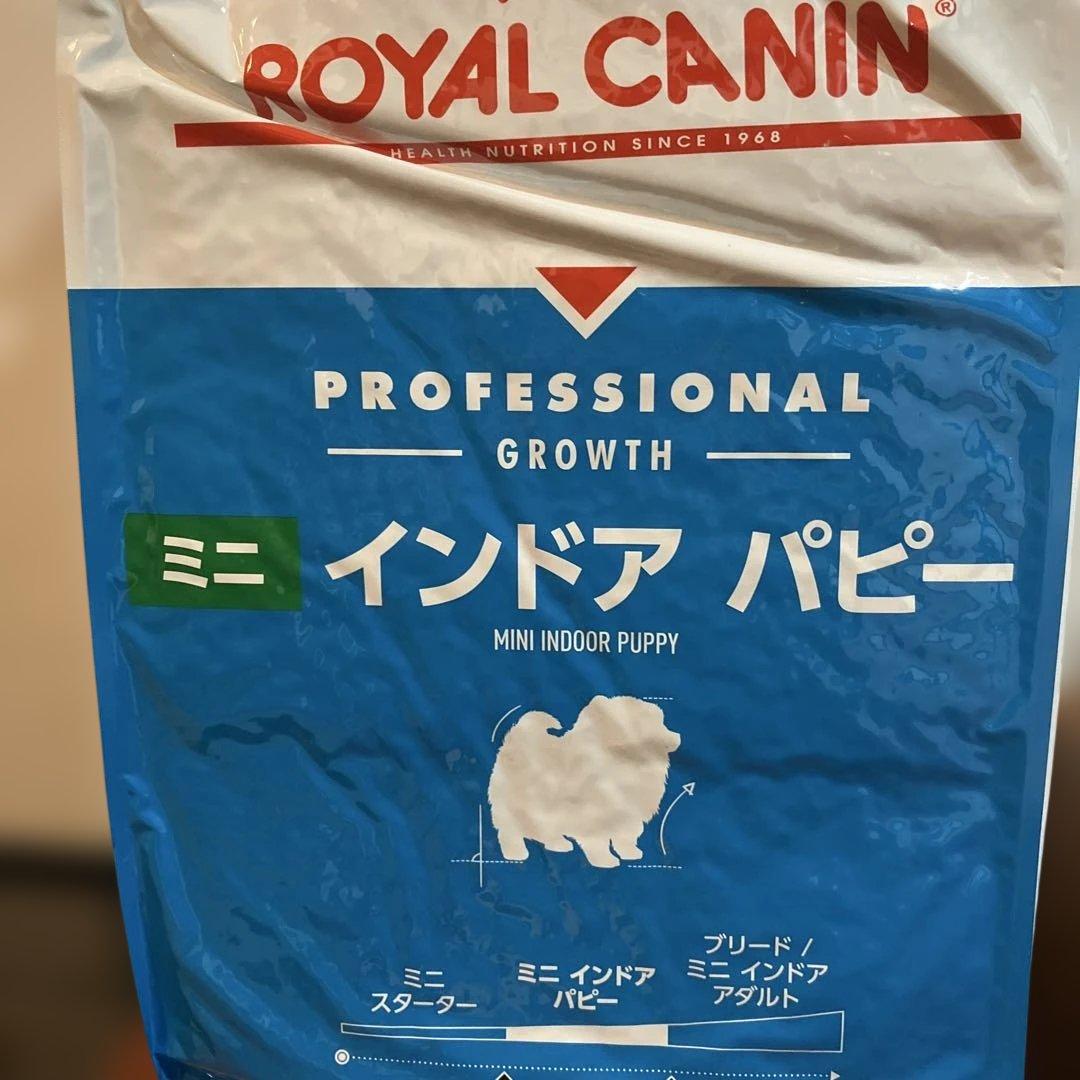 ROYAL CANIN®
HEALTH NUTRITION SINCE 1968
PROFESSIONAL
GROWTH
ミニ インドア パピー
MINI INDOOR PUPPY
ミニ
スターター
ミニ インドア
パピー
ブリード /
ミニ インドア
アダルト